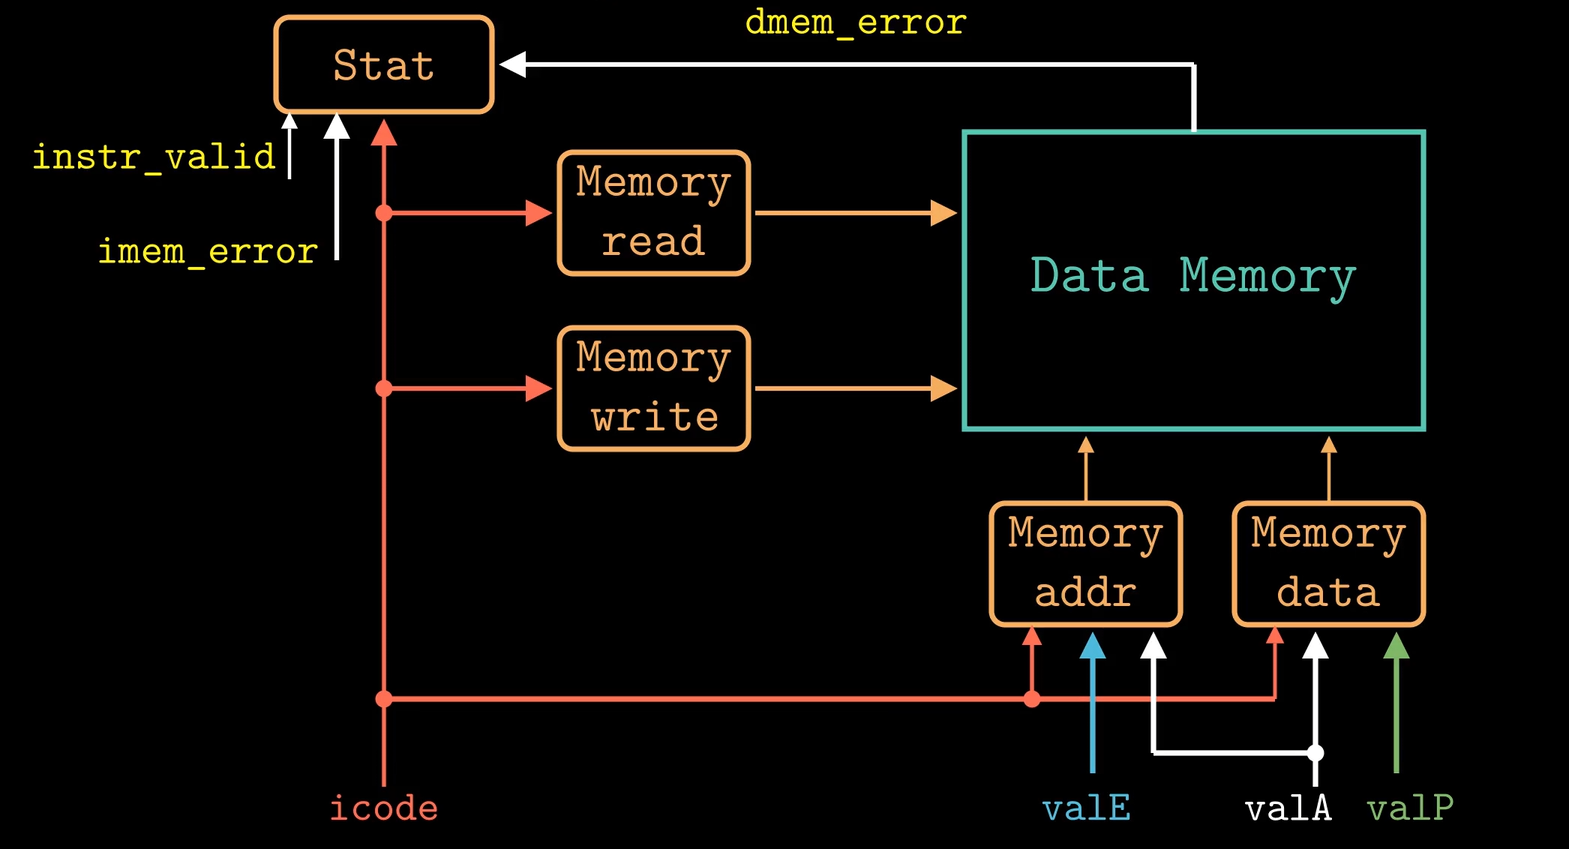 dmem_error
Stat
instr_valid
Memory
read
imem_error
Data Memory
Memory
write
Memory
addr
Memory
data
icode
valE
valA
valP